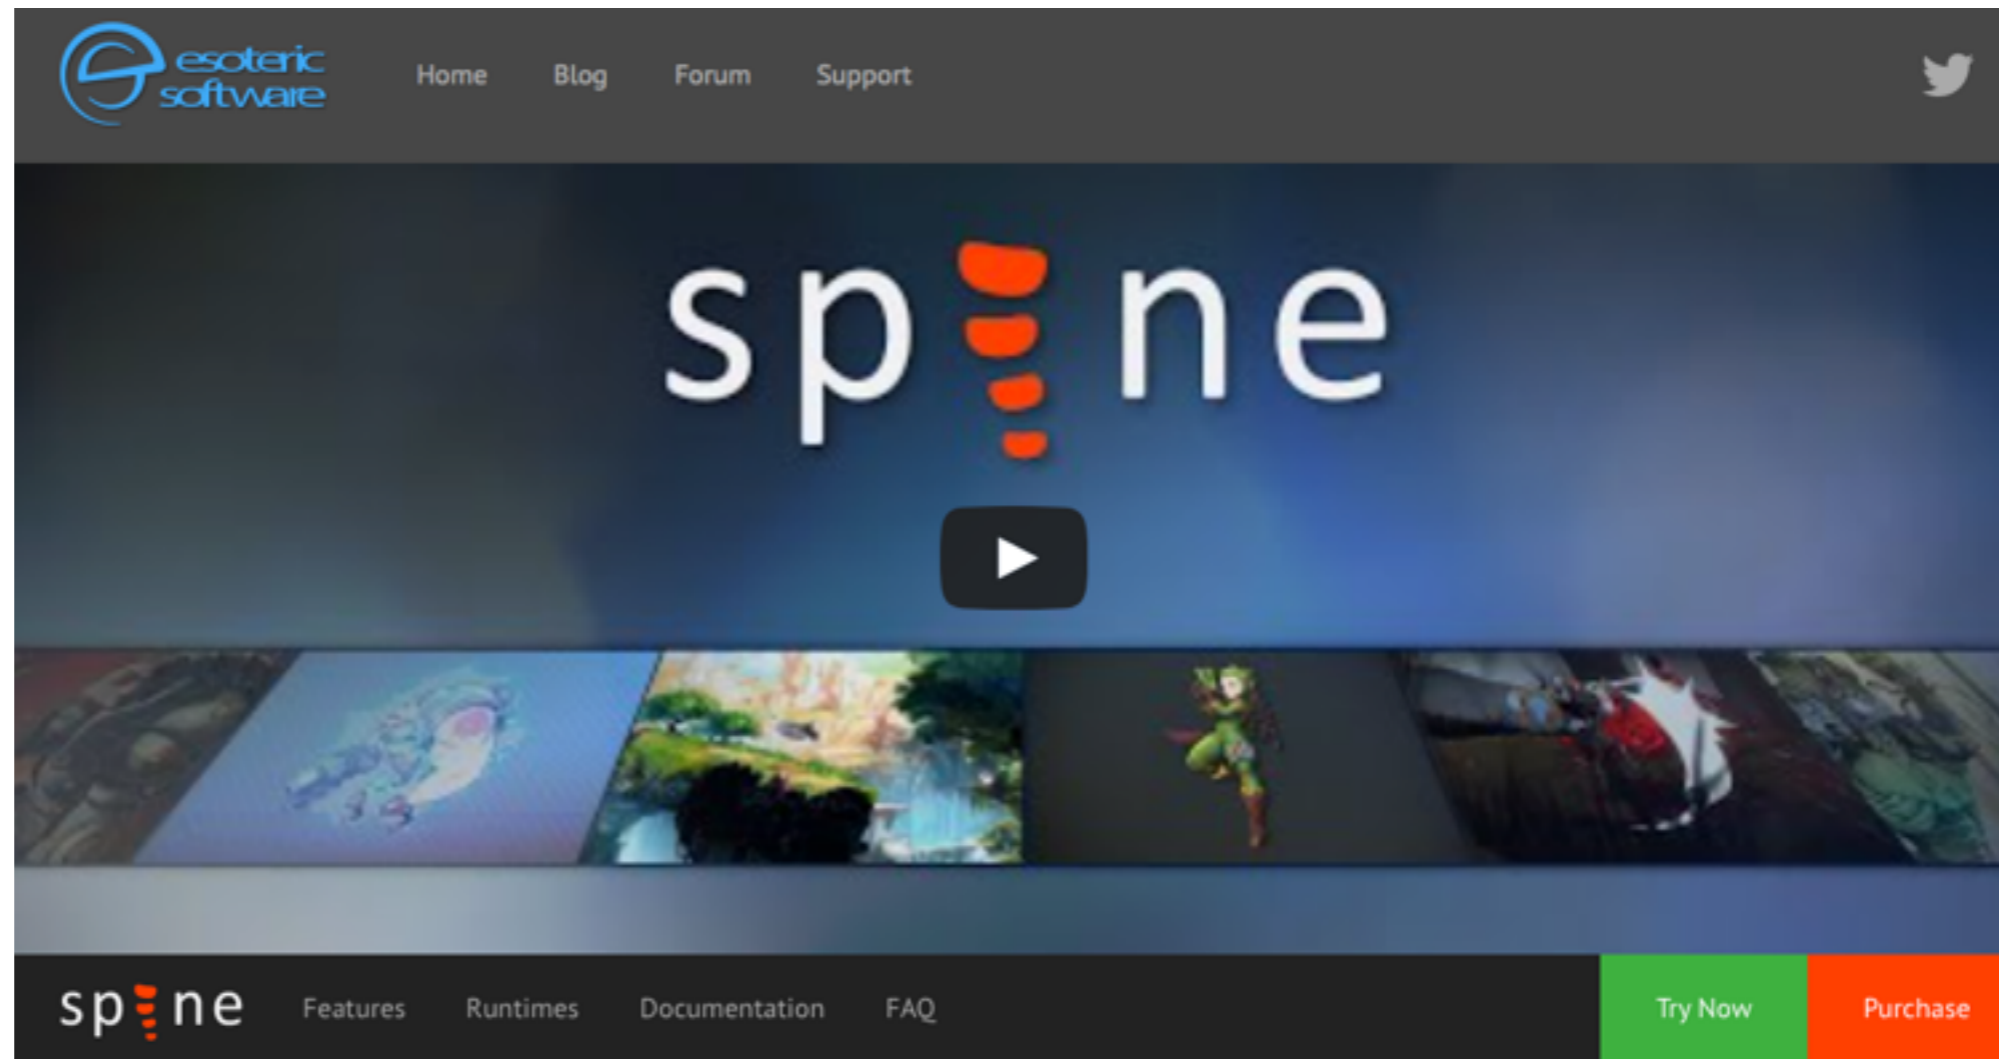 esoteric
software
Home Blog Forum Support
spine
spine Features Runtimes Documentation FAQ Try Now Purchase